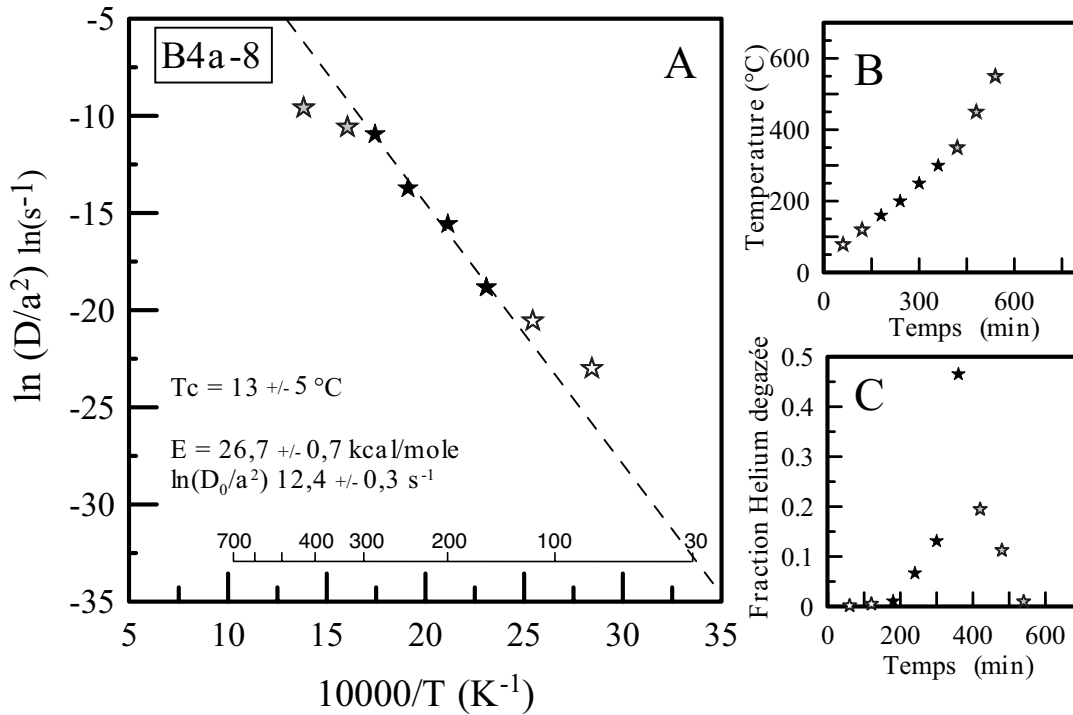 B4a-8
A
ln (D/a²) ln(s⁻¹)
-5
-10
-15
-20
-25
-30
-35
Tc = 13 +/- 5 °C
E = 26,7 +/- 0,7 kcal/mole
ln(D₀/a²) 12,4 +/- 0,3 s⁻¹
700 400 300 200 100 30
5 10 15 20 25 30 35
10000/T (K⁻¹)
B
Temperature (°C)
600
400
200
0
0 300 600
Temps (min)
C
Fraction Helium degazée
0.5
0.4
0.3
0.2
0.1
0
0 200 400 600
Temps (min)